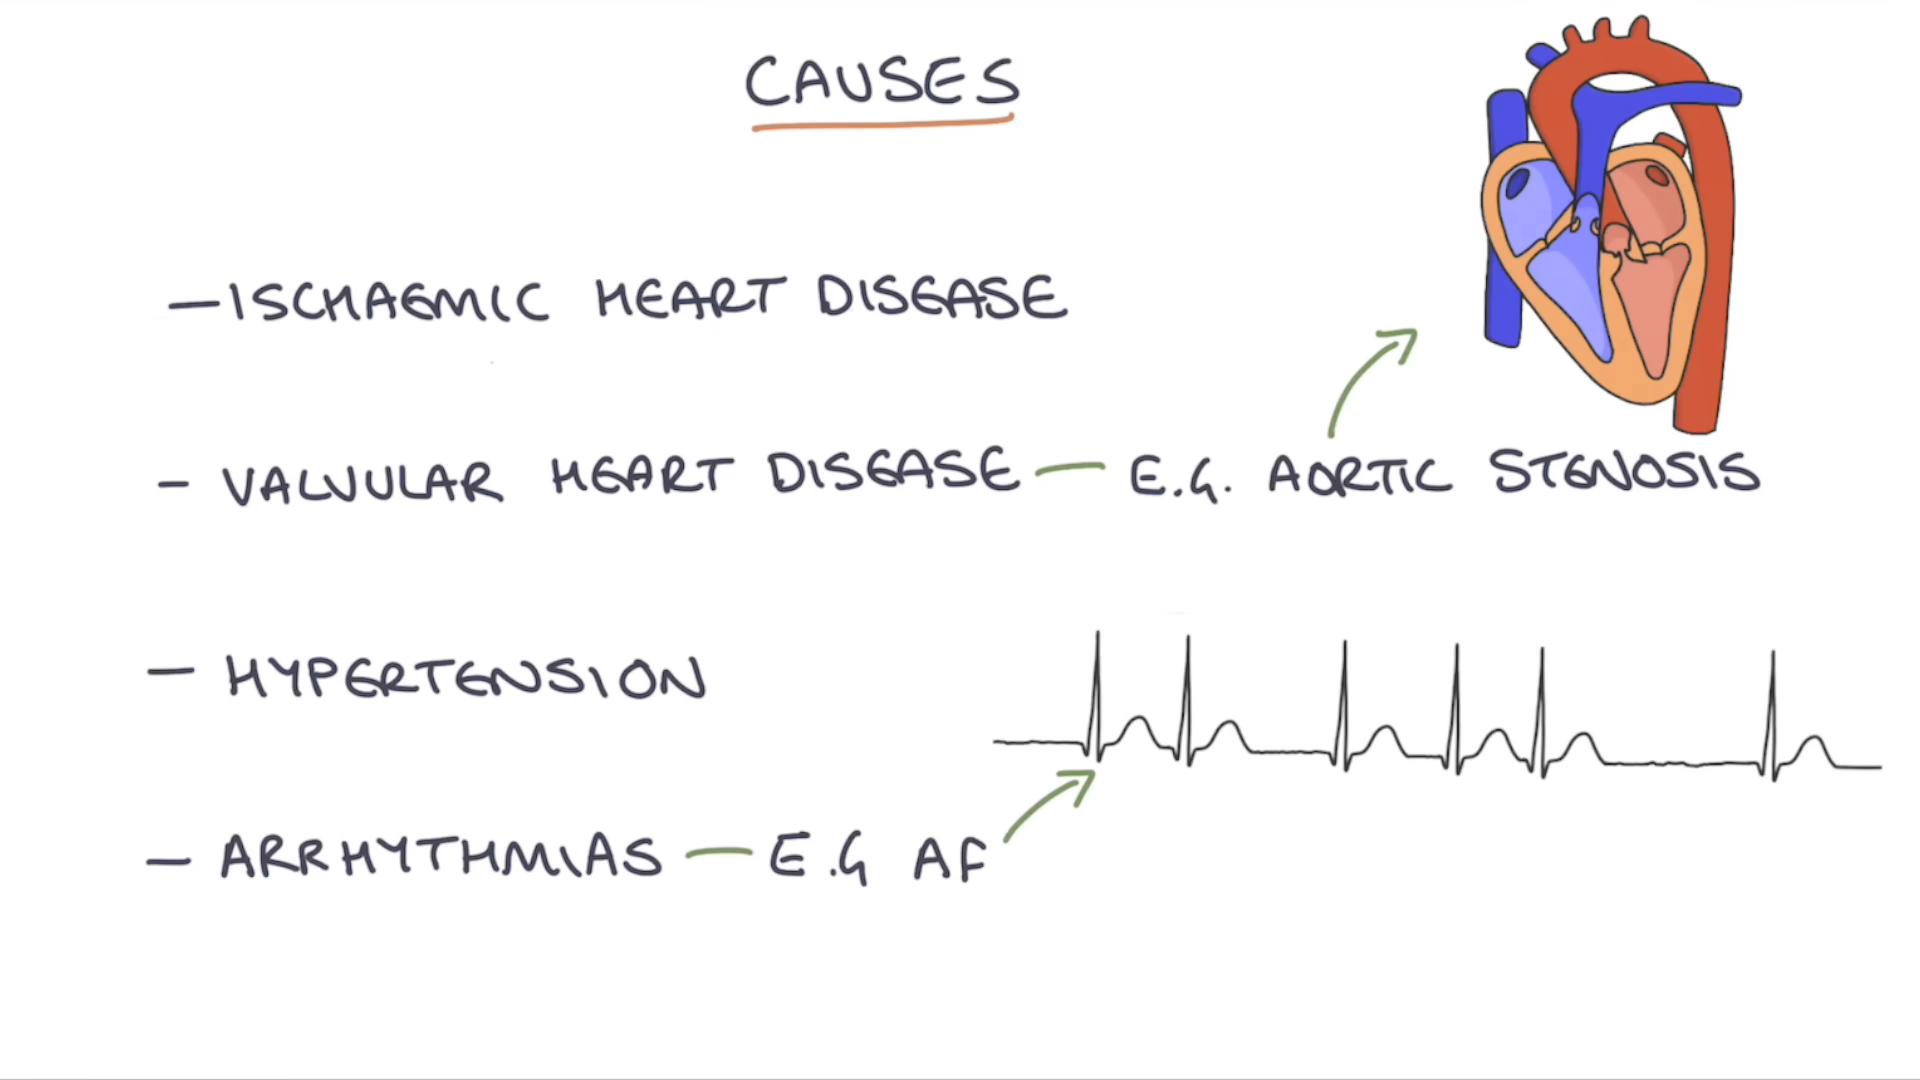 CAUSES
— ISCHAEMIC HEART DISEASE
- VALVULAR HEART DISEASE — E.G. AORTIC STENOSIS
— HYPERTENSION
— ARRHYTHMIAS — E.G AF